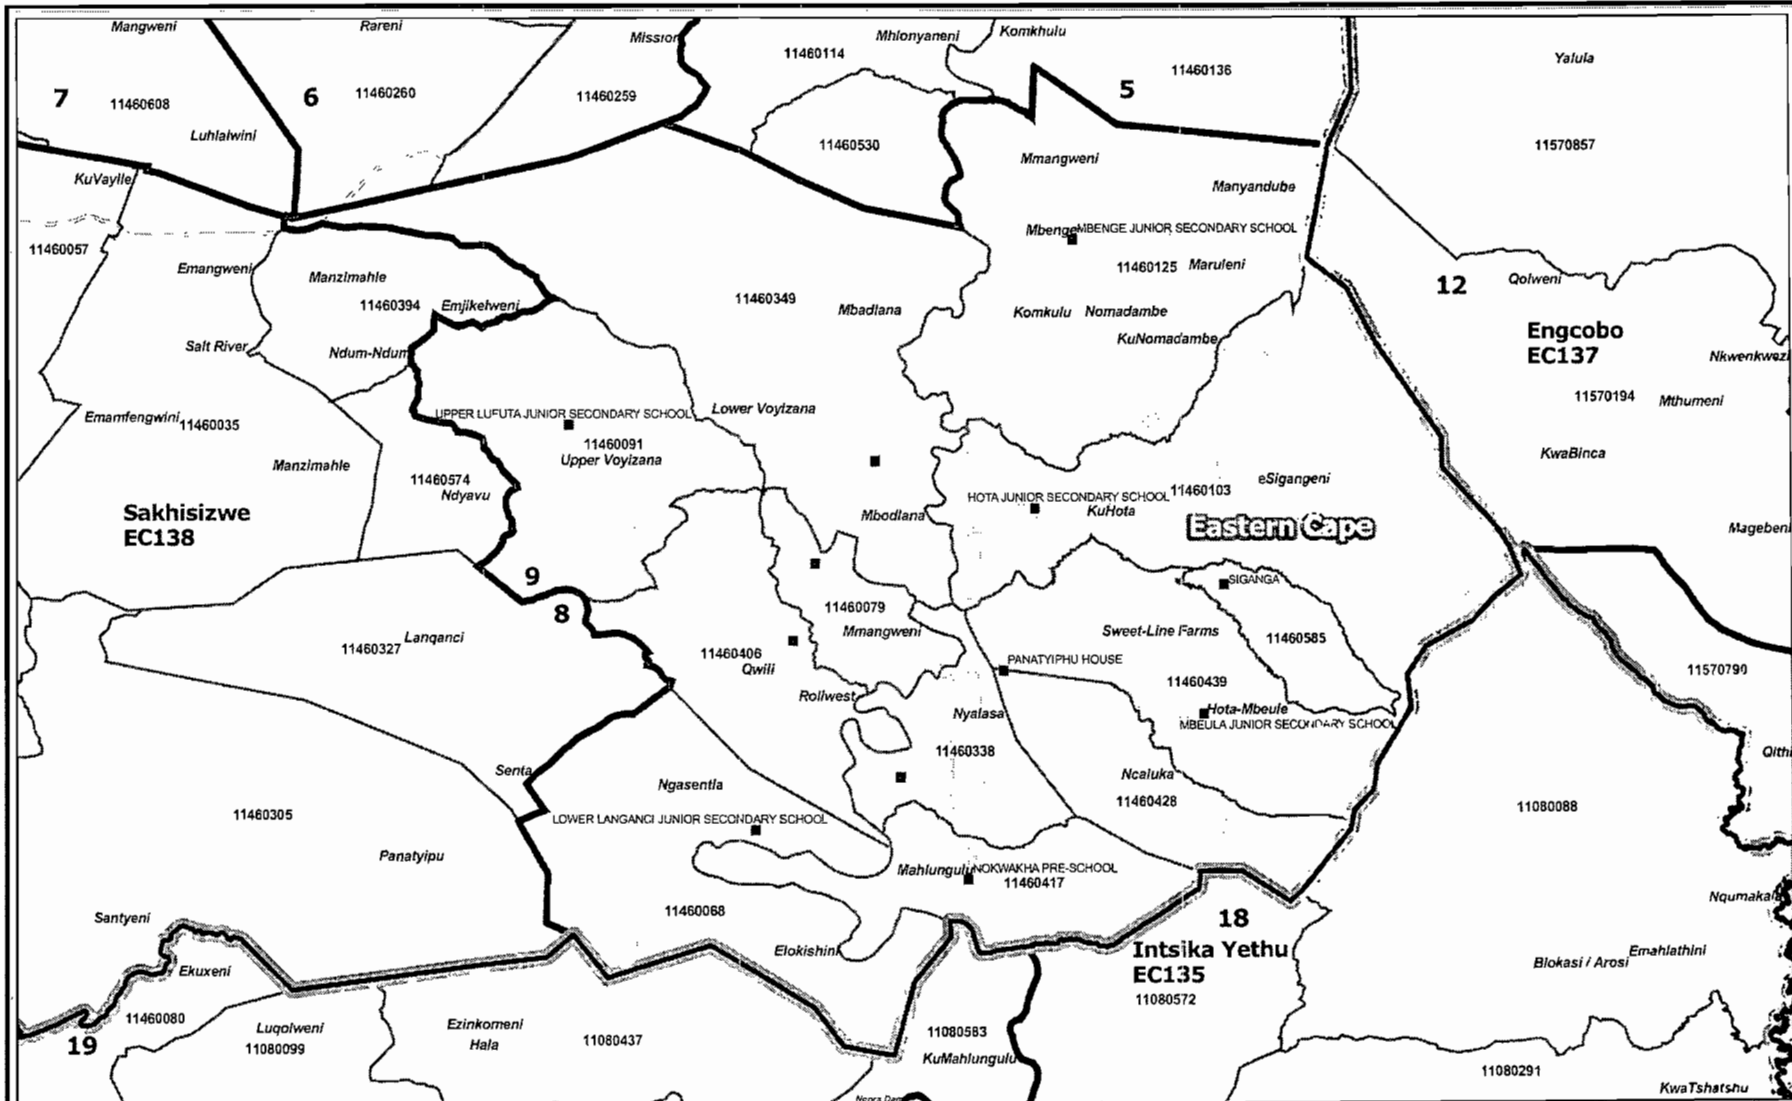 Mangweni
Rareni
Mission
Mhlonyaneni
Komkhulu
11460114
11460136
Yalula
7
11460608
6
11460260
11460259
5
Luhlalwini
11460530
11570857
Mmangweni
KuVaylle
Manyandube
Mbenge
MBENGE JUNIOR SECONDARY SCHOOL
11460057
Emangweni
Manzimahle
11460125
Maruleni
11460394
Emjikelweni
11460349
Mbadlana
12
Qolweni
Komkulu
Nomadambe
KuNomadambe
Engcobo
EC137
Salt River
Ndum-Ndum
Nkwenkwezi
11570194
Mthumeni
Emamfengwini
11460035
UPPER LUFUTA JUNIOR SECONDARY SCHOOL
Lower Voyizana
11460091
Upper Voyizana
KwaBinca
Manzimahle
11460574
Ndyavu
eSigangeni
HOTA JUNIOR SECONDARY SCHOOL
11460103
KuHota
Sakhisizwe
EC138
Mbodlana
Eastern Cape
Magebeni
9
8
SIGANGA
11460079
Mmangweni
11460327
Lanqanci
11460406
Qwili
Sweet-Line Farms
11460585
PANATYIPHU HOUSE
11570790
11460439
Rollwest
Nyalasa
Hota-Mbeule
MBEULA JUNIOR SECONDARY SCHOOL
11460338
Qithi
Senta
Ngasentla
Ncaluka
11460428
11460305
LOWER LANGANCI JUNIOR SECONDARY SCHOOL
11080088
Panatyipu
Mahlungulu
NOKWAKHA PRE-SCHOOL
11460417
Santyeni
11460068
18
Intsika Yethu
EC135
11080572
Elokishini
Blokasi / Arosi
Emahlathini
Ekuxeni
11460080
19
Luqolweni
11080099
Ezinkomeni
Hala
11080437
11080583
KuMahlungulu
11080291
KwaTshatshu